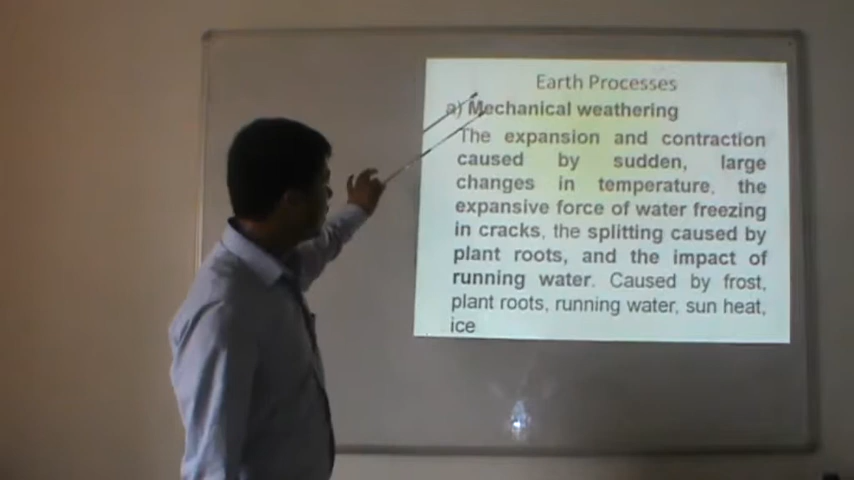 Earth Processes
a) Mechanical weathering
The expansion and contraction
caused by sudden, large
changes in temperature, the
expansive force of water freezing
in cracks, the splitting caused by
plant roots, and the impact of
running water. Caused by frost,
plant roots, running water, sun heat,
ice